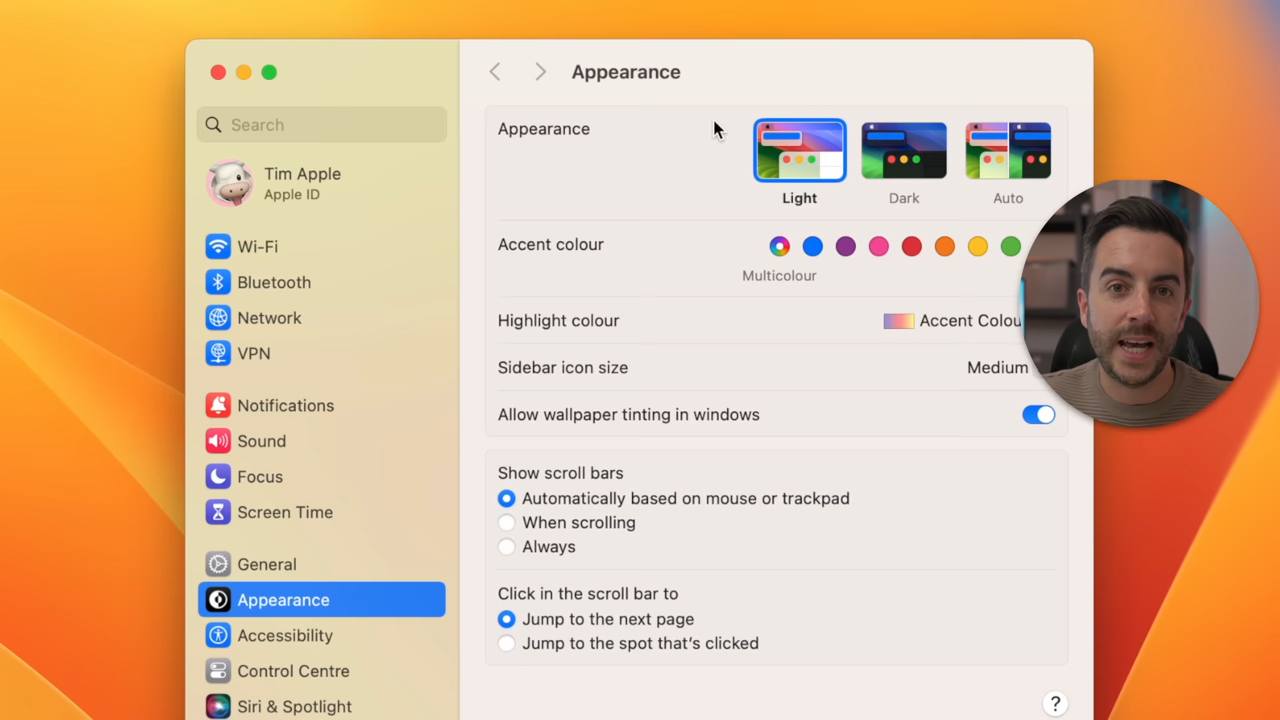 Appearance
Search
Tim Apple
Apple ID
Wi-Fi
Bluetooth
Network
VPN
Notifications
Sound
Focus
Screen Time
General
Appearance
Accessibility
Control Centre
Siri & Spotlight
Appearance
Light
Dark
Auto
Accent colour
Multicolour
Highlight colour
Accent Colou
Sidebar icon size
Medium
Allow wallpaper tinting in windows
Show scroll bars
Automatically based on mouse or trackpad
When scrolling
Always
Click in the scroll bar to
Jump to the next page
Jump to the spot that's clicked
?